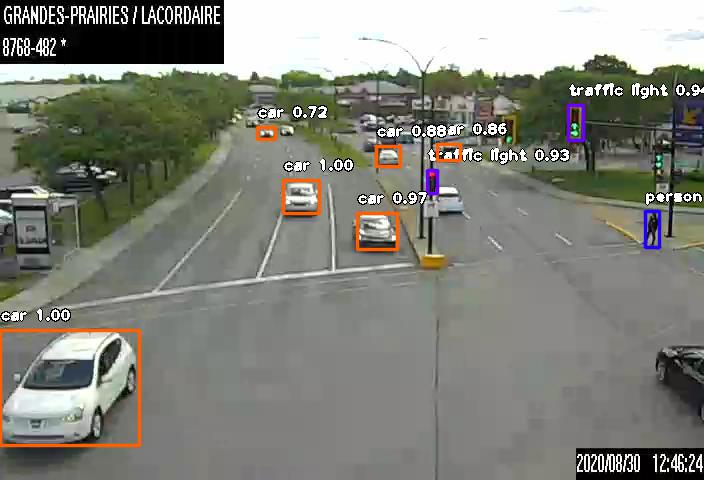 GRANDES-PRAIRIES / LACORDAIRE
8768-482 *
traffic light 0.94
car 0.72
car 0.88
car 0.86
traffic light 0.93
car 1.00
car 0.97
person
car 1.00
2020/08/30 12:46:24